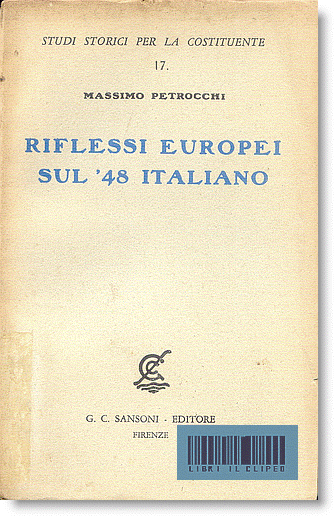 STUDI STORICI PER LA COSTITUENTE
17.
MASSIMO PETROCCHI
RIFLESSI EUROPEI
SUL '48 ITALIANO
G. C. SANSONI - EDITORE
FIRENZE
LIBRI IL CLIPEO